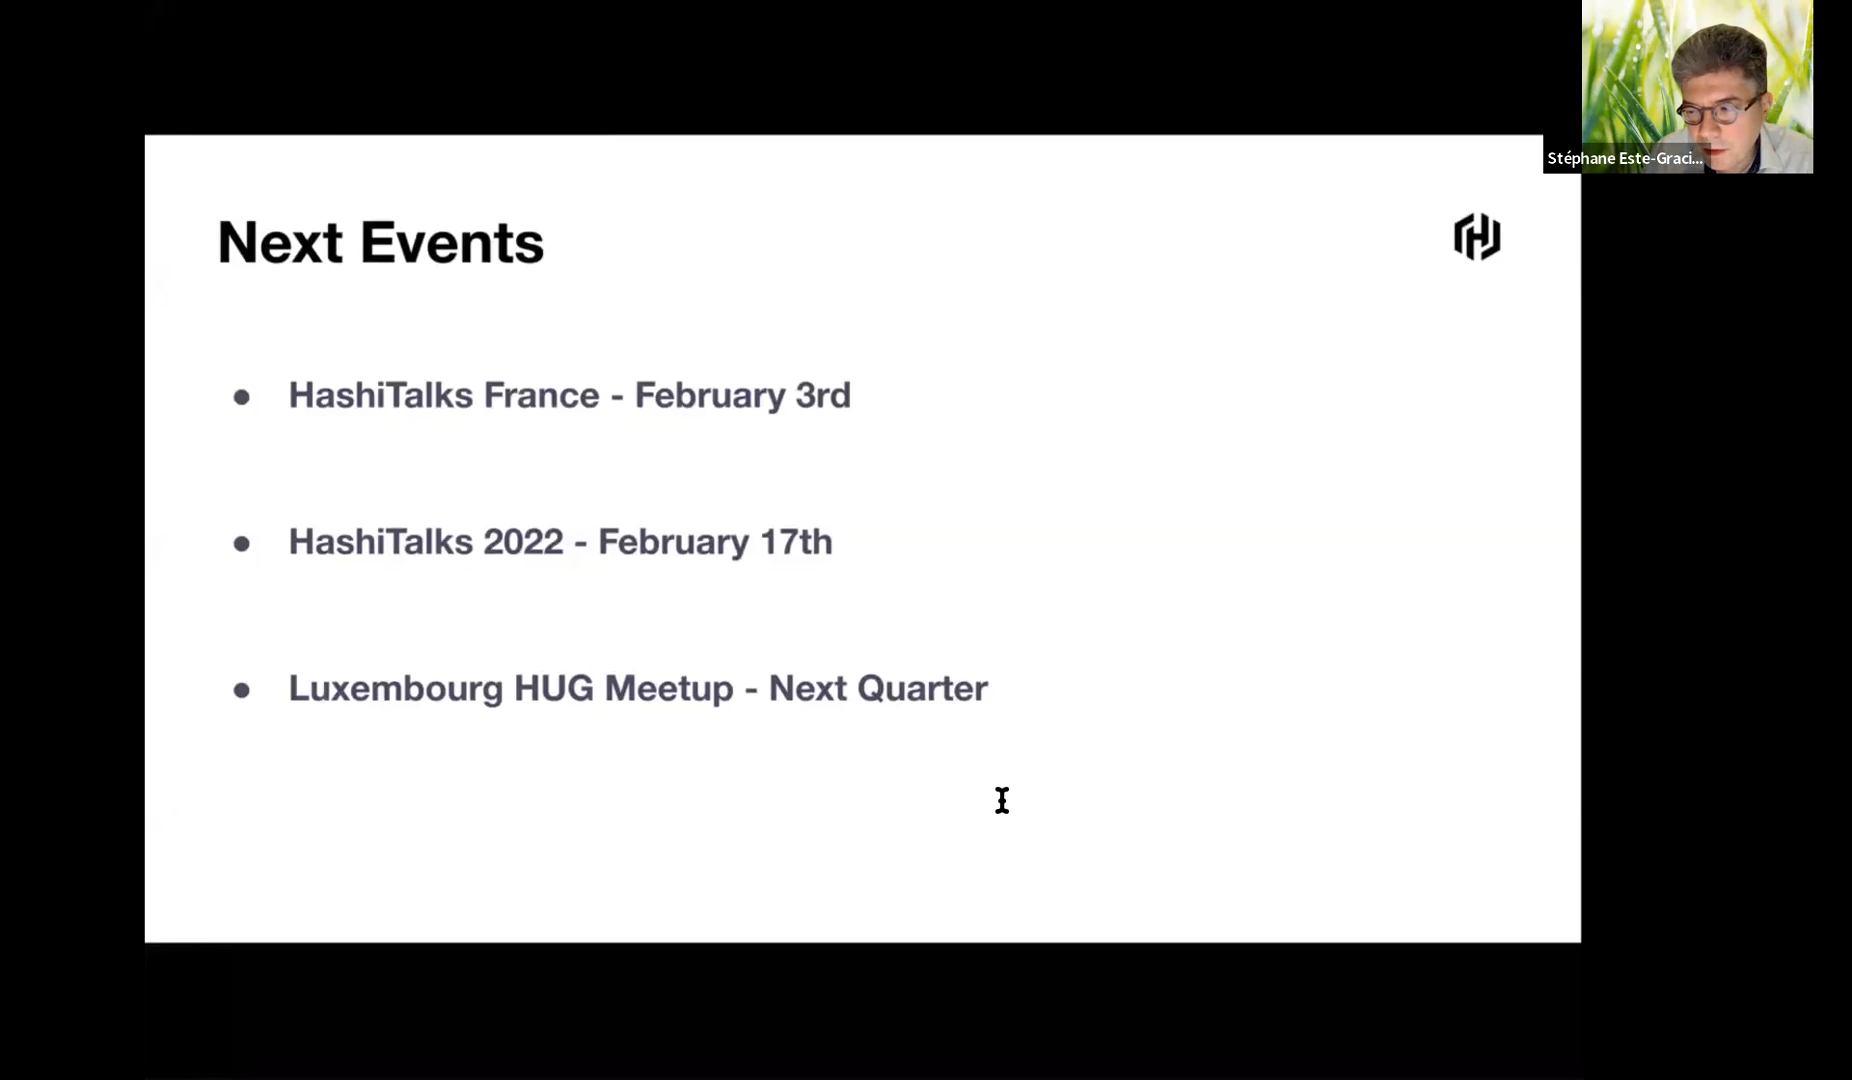 Stéphane Este-Graci...
Next Events
● HashiTalks France - February 3rd
● HashiTalks 2022 - February 17th
● Luxembourg HUG Meetup - Next Quarter